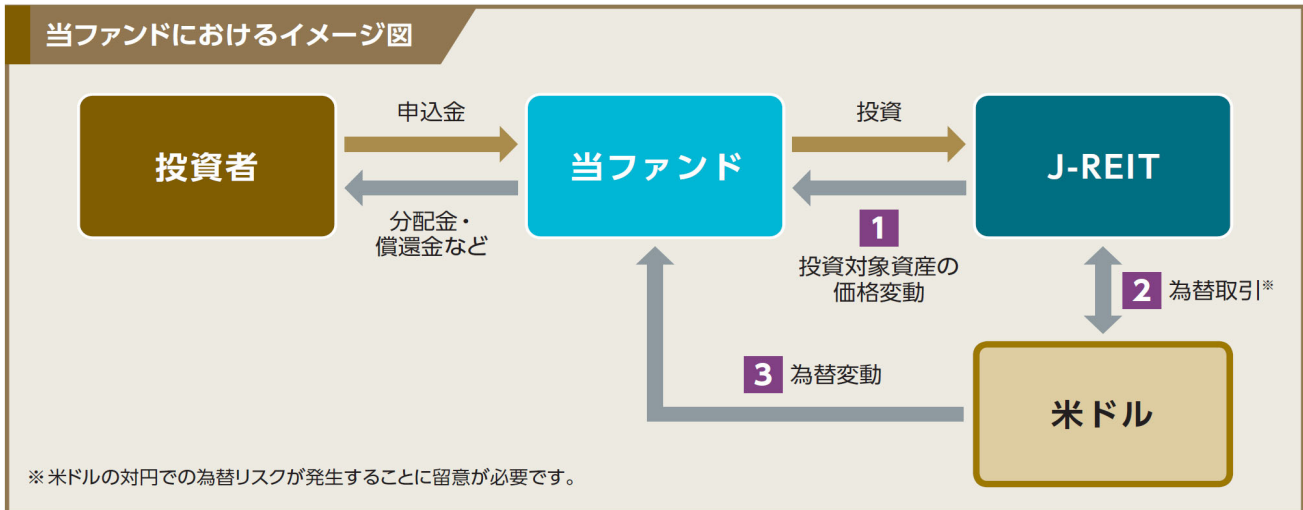 当ファンドにおけるイメージ図
投資者
申込金
分配金・
償還金など
当ファンド
投資
1
投資対象資産の
価格変動
J-REIT
2 為替取引※
3 為替変動
米ドル
※米ドルの対円での為替リスクが発生することに留意が必要です。